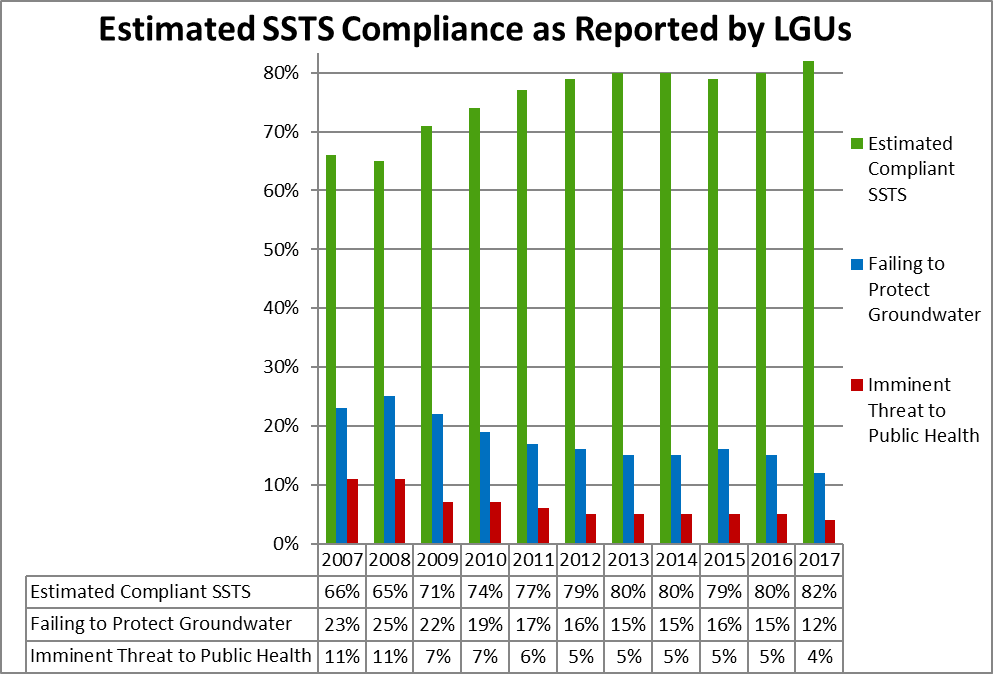 Estimated SSTS Compliance as Reported by LGUs
80%
70%
60%
50%
40%
30%
20%
10%
0%
Estimated
Compliant
SSTS
Failing to
Protect
Groundwater
Imminent
Threat to
Public Health
2007 2008 2009 2010 2011 2012 2013 2014 2015 2016 2017
Estimated Compliant SSTS 66% 65% 71% 74% 77% 79% 80% 80% 79% 80% 82%
Failing to Protect Groundwater 23% 25% 22% 19% 17% 16% 15% 15% 16% 15% 12%
Imminent Threat to Public Health 11% 11% 7% 7% 6% 5% 5% 5% 5% 5% 4%